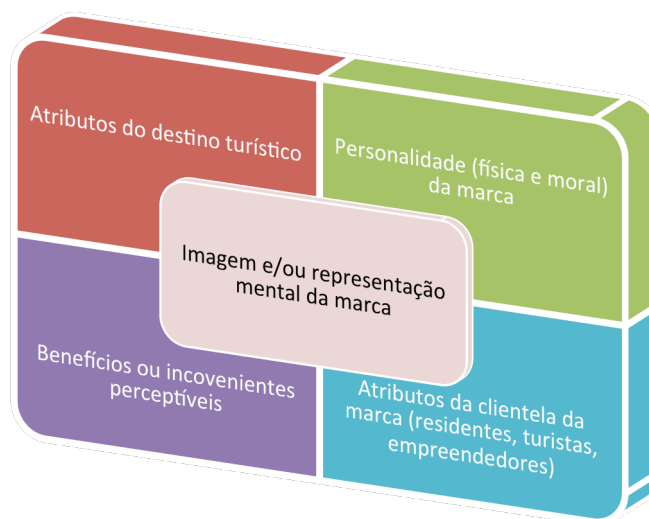 Atributos do destino turístico
Personalidade (física e moral)
da marca
Imagem e/ou representação
mental da marca
Benefícios ou incovenientes
perceptíveis
Atributos da clientela da
marca (residentes, turistas,
empreendedores)